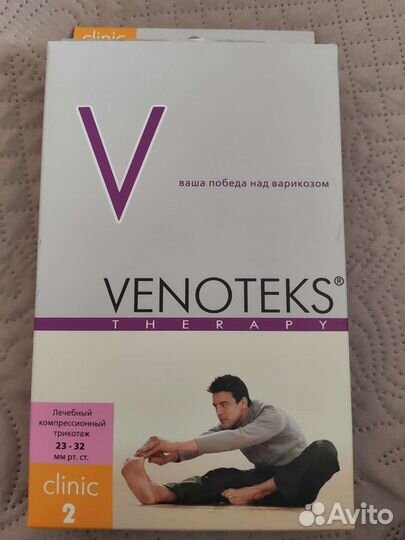 clinic
V
ваша победа над варикозом
VENOTEKS®
THERAPY
Лечебный
компрессионный
трикотаж
23 - 32
мм рт. ст.
clinic
2
Avito